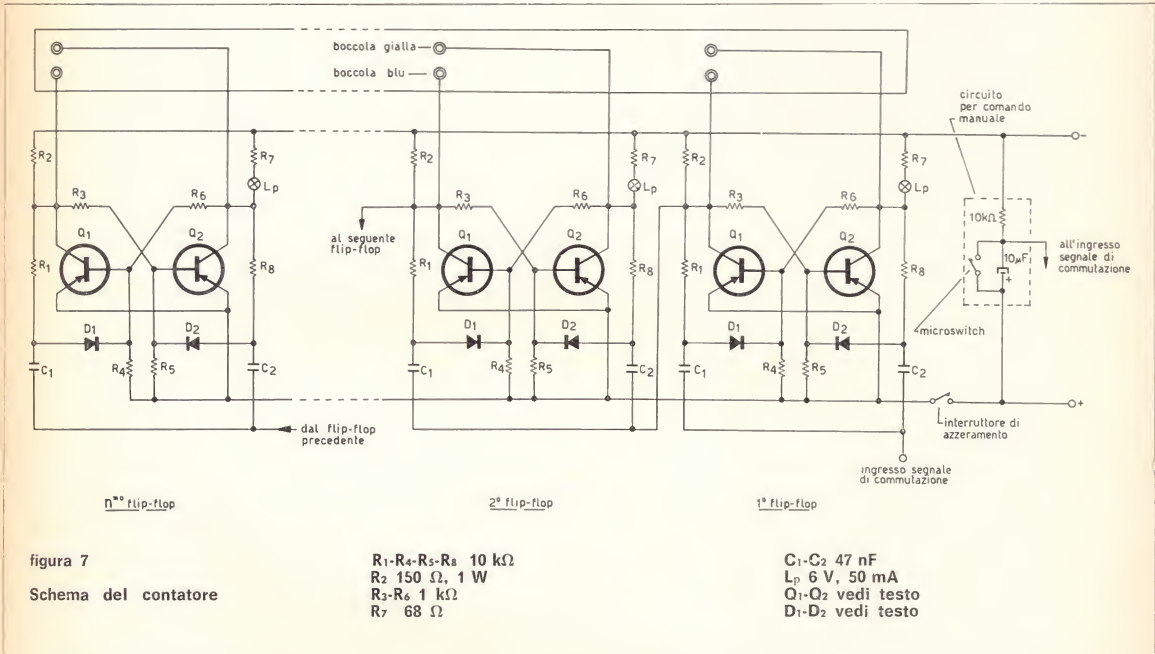 boccola gialla
boccola blu
circuito
per comando
manuale
R2
R7
Lp
R3
R6
Q1
Q2
R1
R8
D1
D2
C1
R4
R5
C2
dal flip-flop
precedente
nmo flip-flop
R2
R7
Lp
al seguente
flip-flop
R3
R6
Q1
Q2
R1
R8
D1
D2
C1
R4
R5
C2
2° flip-flop
R2
R7
Lp
R3
R6
Q1
Q2
R1
R8
D1
D2
C1
R4
R5
C2
1° flip-flop
-
10kΩ
10µF
+
all'ingresso
segnale di
commutazione
microswitch
+
interruttore di
azzeramento
ingresso segnale
di commutazione
figura 7
Schema del contatore
R1-R4-R5-R8 10 kΩ
R2 150 Ω, 1 W
R3-R6 1 kΩ
R7 68 Ω
C1-C2 47 nF
Lp 6 V, 50 mA
Q1-Q2 vedi testo
D1-D2 vedi testo